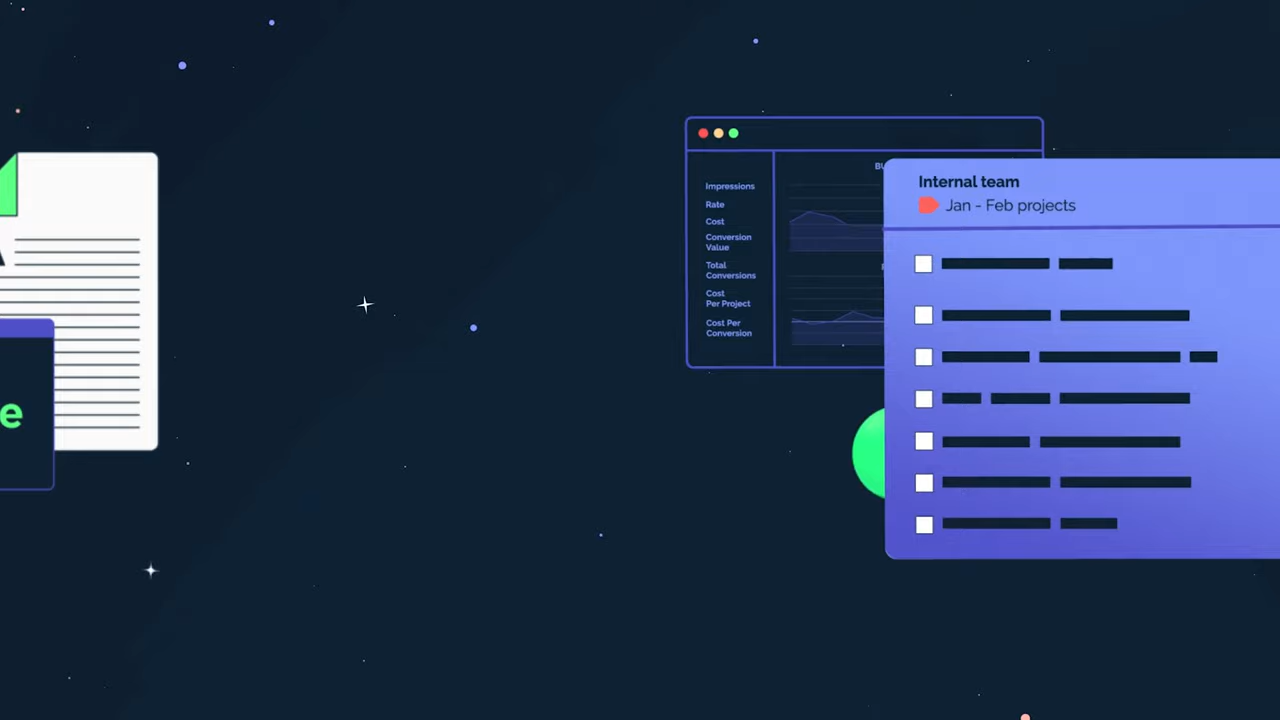 e
Impressions
Rate
Cost
Conversion
Value
Total
Conversions
Cost
Per Project
Cost Per
Conversion
Internal team
Jan - Feb projects